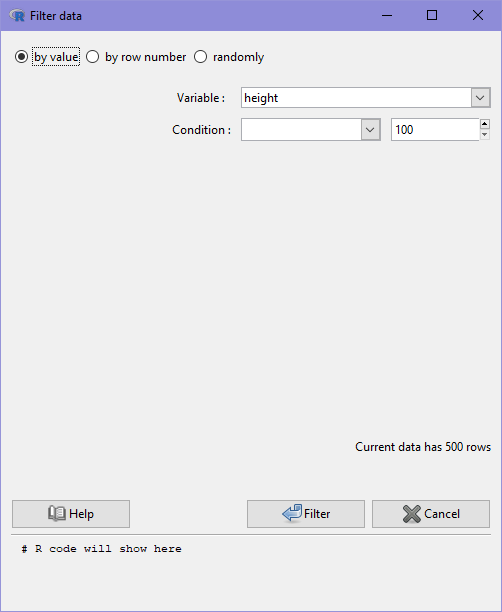 Filter data
by value by row number randomly
Variable : height
Condition : 100
Current data has 500 rows
Help Filter Cancel
# R code will show here